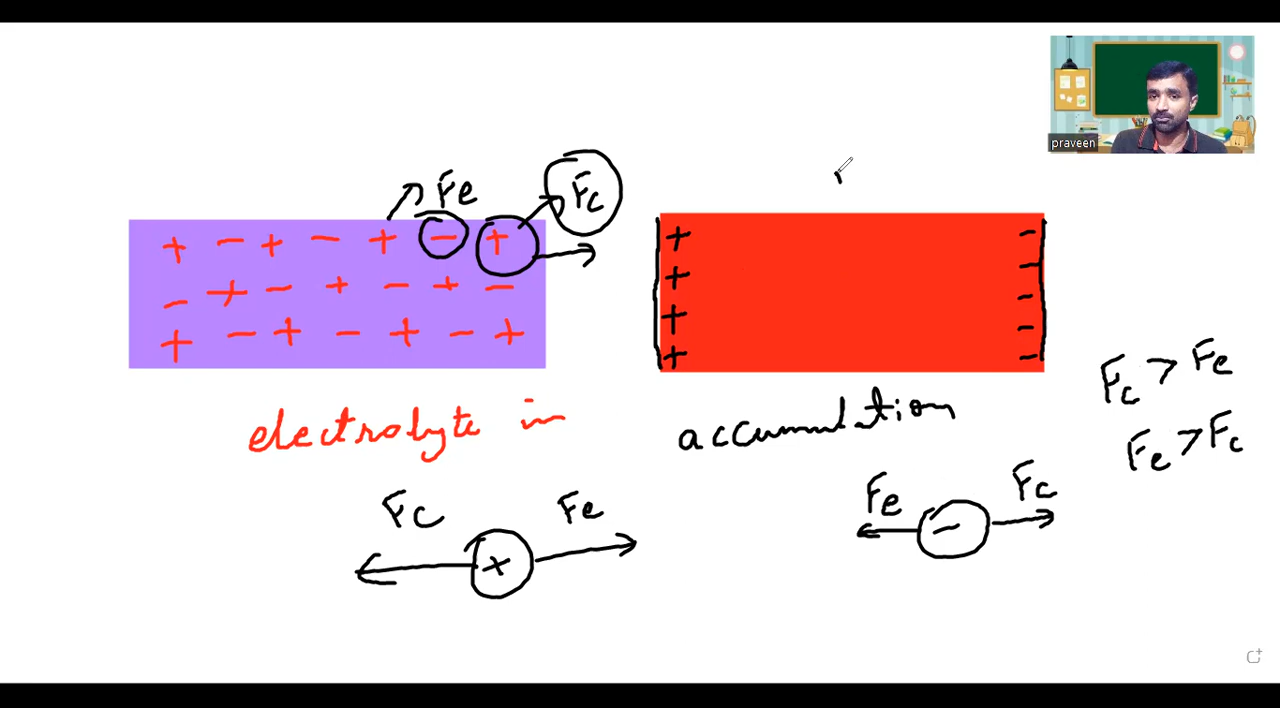 praveen
Fe
Fc
+ - + - + - +
- + - + - + -
+ - + - + - +
+ -
+ -
+ -
+ -
-
electrolyte in
accumulation
Fc > Fe
Fe > Fc
Fc Fe
+
Fe Fc
-